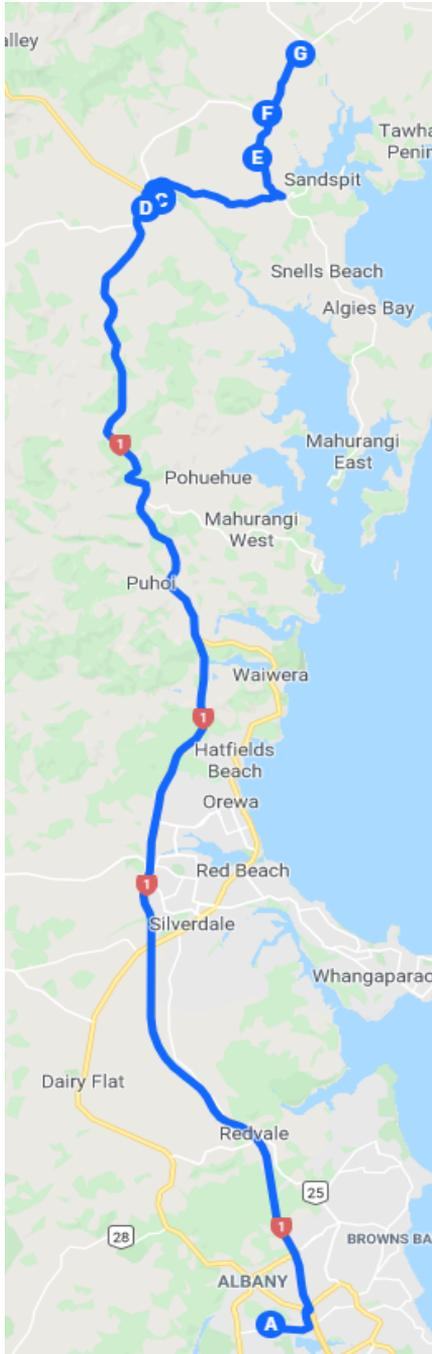 alley
G
F
Tawha
Penin
E
Sandspit
D
C
Snells Beach
Algies Bay
1
Mahurangi
East
Pohuehue
Mahurangi
West
Puhoi
Waiwera
1
Hatfields
Beach
Orewa
Red Beach
1
Silverdale
Whangaparao
Dairy Flat
Redvale
25
1
28
BROWNS BA
ALBANY
A